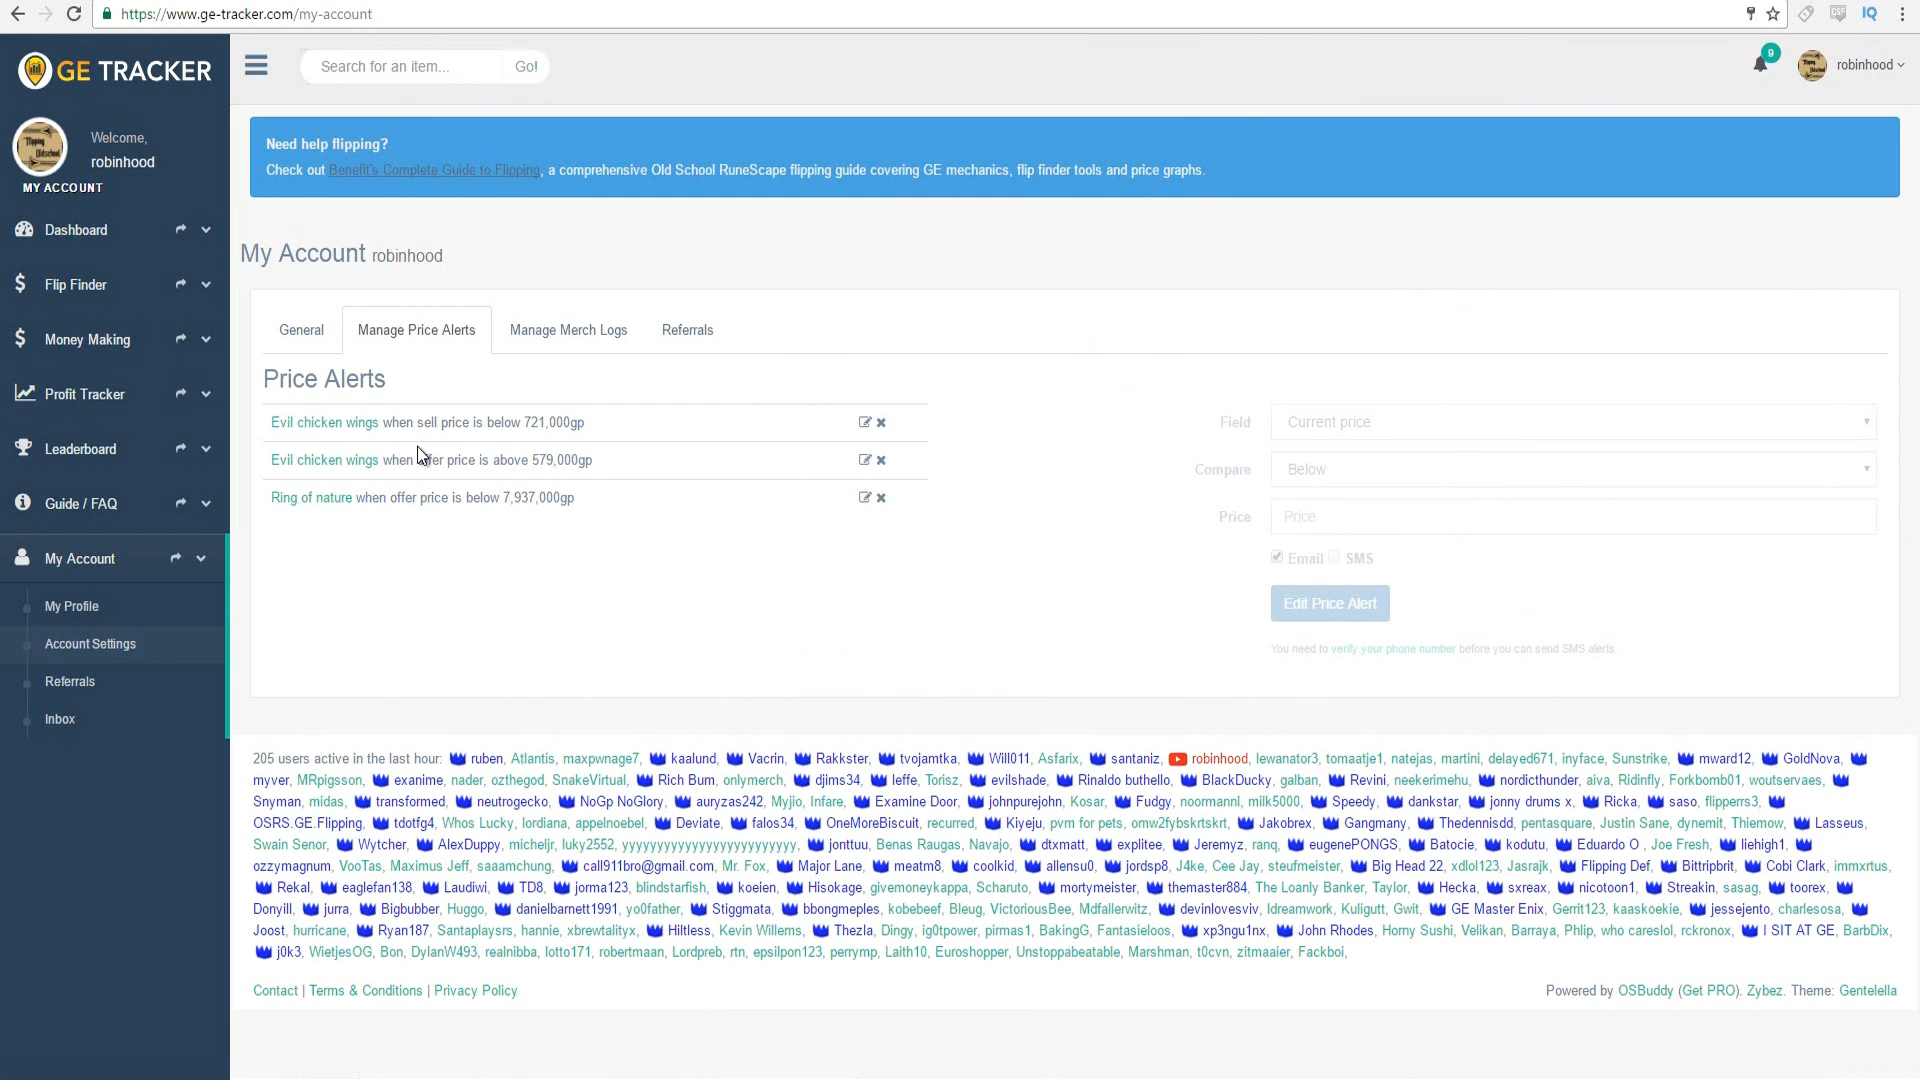 https://www.ge-tracker.com/my-account
GE TRACKER
Search for an item...
Go!
9
robinhood
Welcome,
robinhood
MY ACCOUNT
Dashboard
Flip Finder
Money Making
Profit Tracker
Leaderboard
Guide / FAQ
My Account
My Profile
Account Settings
Referrals
Inbox
Need help flipping?
Check out Benefit's Complete Guide to Flipping, a comprehensive Old School RuneScape flipping guide covering GE mechanics, flip finder tools and price graphs.
My Account robinhood
General
Manage Price Alerts
Manage Merch Logs
Referrals
Price Alerts
Evil chicken wings when sell price is below 721,000gp
Evil chicken wings when offer price is above 579,000gp
Ring of nature when offer price is below 7,937,000gp
Field
Current price
Compare
Below
Price
Price
Email SMS
Edit Price Alert
You need to verify your phone number before you can send SMS alerts.
205 users active in the last hour: ruben, Atlantis, maxpwnage7, kaalund, Vacrin, Rakkster, tvojamtka, Will011, Asfarix, santaniz, robinhood, lewanator3, tomaatje1, natejas, martini, delayed671, inyface, Sunstrike, mward12, GoldNova,
myver, MRpigsson, exanime, nader, ozthegod, SnakeVirtual, Rich Bum, onlymerch, djims34, leffe, Torisz, evilshade, Rinaldo buthello, BlackDucky, galban, Revini, neekerimehu, nordicthunder, aiva, Ridinfly, Forkbomb01, woutservaes,
Snyman, midas, transformed, neutrogecko, NoGp NoGlory, auryzas242, Myjio, Infare, Examine Door, johnpurejohn, Kosar, Fudgy, noormannl, milk5000, Speedy, dankstar, jonny drums x, Ricka, saso, flipperrs3,
OSRS.GE.Flipping, tdotfg4, Whos Lucky, lordiana, appelnoebel, Deviate, falos34, OneMoreBiscuit, recurred, Kiyeju, pvm for pets, omw2fybskrtskrt, Jakobrex, Gangmany, Thedennisdd, pentasquare, Justin Sane, dynemit, Thiemow, Lasseus,
Swain Senor, Wytcher, AlexDuppy, micheljr, luky2552, yyyyyyyyyyyyyyyyyyyyyyyyy, jonttuu, Benas Raugas, Navajo, dtxmatt, explitee, Jeremyz, ranq, eugenePONGS, Batocie, kodutu, Eduardo O , Joe Fresh, liehigh1,
ozzymagnum, VooTas, Maximus Jeff, saaamchung, call911bro@gmail.com, Mr. Fox, Major Lane, meatm8, coolkid, allensu0, jordsp8, J4ke, Cee Jay, steufmeister, Big Head 22, xdlol123, Jasrajk, Flipping Def, Bittripbrit, Cobi Clark, immxrtus,
Rekal, eaglefan138, Laudiwi, TD8, jorma123, blindstarfish, koeien, Hisokage, givemoneykappa, Scharuto, mortymeister, themaster884, The Loanly Banker, Taylor, Hecka, sxreax, nicotoon1, Streakin, sasag, toorex,
Donyill, jurra, Bigbubber, Huggo, danielbarnett1991, yo0father, Stiggmata, bbongmeples, kobebeef, Bleug, VictoriousBee, Mdfallerwitz, devinlovesviv, Idreamwork, Kuligutt, Gwit, GE Master Enix, Gerrit123, kaaskoekie, jessejento, charlesosa,
Joost, hurricane, Ryan187, Santaplaysrs, hannie, xbrewtalityx, Hiltless, Kevin Willems, Thezla, Dingy, ig0tpower, pirmas1, BakingG, Fantasieloos, xp3ngu1nx, John Rhodes, Horny Sushi, Velikan, Barraya, Phlip, who careslol, rckronox, I SIT AT GE, BarbDix,
j0k3, WietjesOG, Bon, DylanW493, realnibba, lotto171, robertmaan, Lordpreb, rtn, epsilpon123, perrymp, Laith10, Euroshopper, Unstoppabeatable, Marshman, t0cvn, zitmaaier, Fackboi,
Contact | Terms & Conditions | Privacy Policy
Powered by OSBuddy (Get PRO). Zybez. Theme: Gentelella